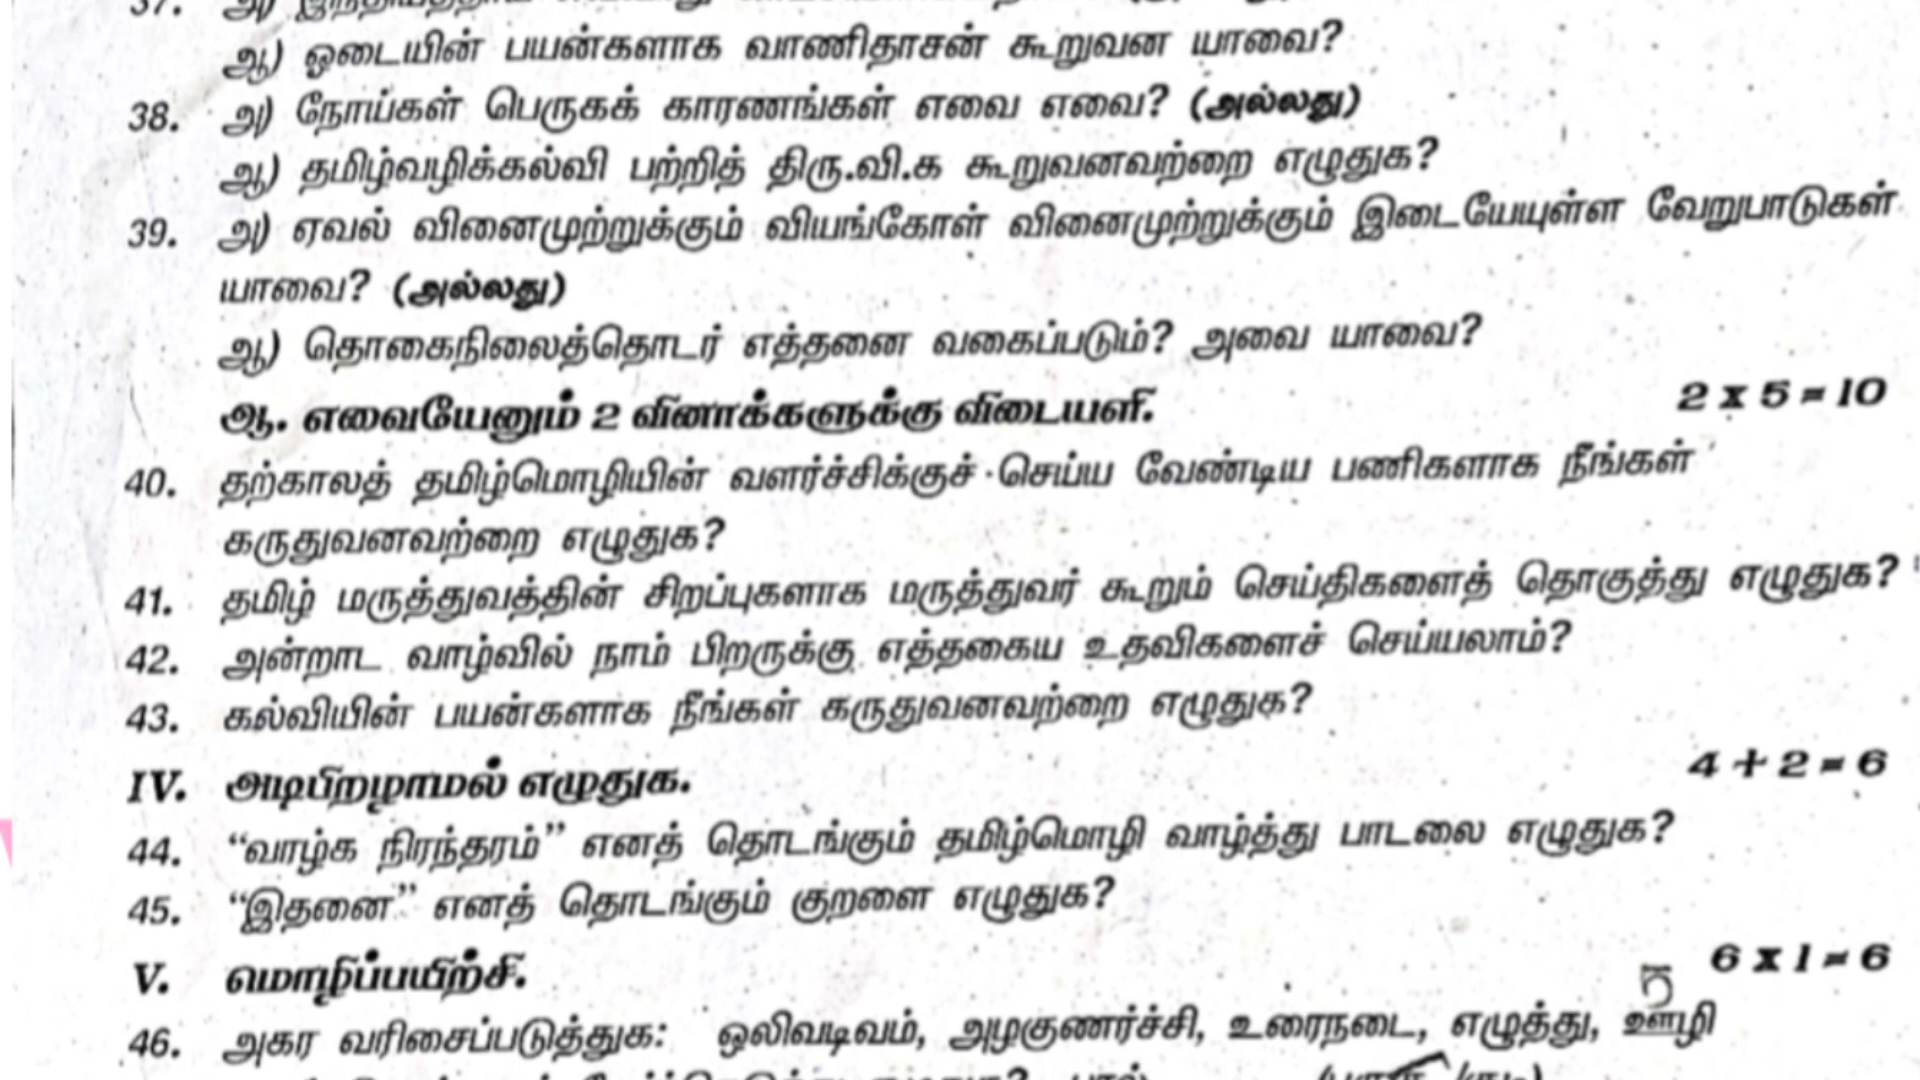 37. அ)
ஆ) ஓடையின் பயன்களாக வாணிதாசன் கூறுவன யாவை?
38. அ) நோய்கள் பெருகக் காரணங்கள் எவை எவை? (அல்லது)
ஆ) தமிழ்வழிக்கல்வி பற்றித் திரு.வி.க கூறுவனவற்றை எழுதுக?
39. அ) ஏவல் வினைமுற்றுக்கும் வியங்கோள் வினைமுற்றுக்கும் இடையேயுள்ள வேறுபாடுகள்
யாவை? (அல்லது)
ஆ) தொகைநிலைத்தொடர் எத்தனை வகைப்படும்? அவை யாவை?
ஆ. எவையேனும் 2 வினாக்களுக்கு விடையளி. 2 x 5 = 10
40. தற்காலத் தமிழ்மொழியின் வளர்ச்சிக்குச் செய்ய வேண்டிய பணிகளாக நீங்கள்
கருதுவனவற்றை எழுதுக?
41. தமிழ் மருத்துவத்தின் சிறப்புகளாக மருத்துவர் கூறும் செய்திகளைத் தொகுத்து எழுதுக?
42. அன்றாட வாழ்வில் நாம் பிறருக்கு எத்தகைய உதவிகளைச் செய்யலாம்?
43. கல்வியின் பயன்களாக நீங்கள் கருதுவனவற்றை எழுதுக?
IV. அடிபிறழாமல் எழுதுக. 4 + 2 = 6
44. “வாழ்க நிரந்தரம்” எனத் தொடங்கும் தமிழ்மொழி வாழ்த்து பாடலை எழுதுக?
45. “இதனை” எனத் தொடங்கும் குறளை எழுதுக?
V. மொழிப்பயிற்சி. 6 x 1 = 6
46. அகர வரிசைப்படுத்துக: ஒலிவடிவம், அழகுணர்ச்சி, உரைநடை, எழுத்து, ஊழி